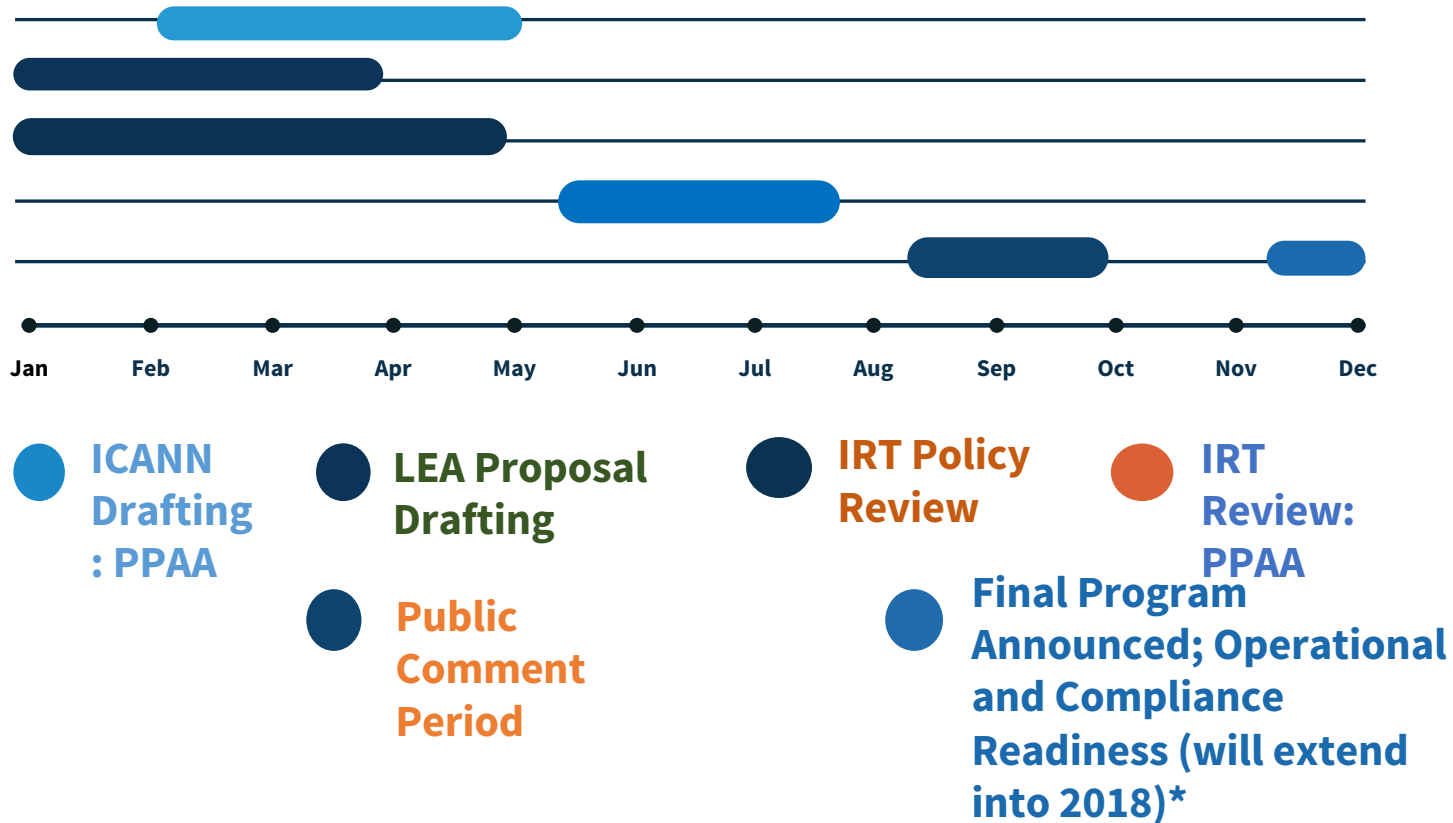 Jan Feb Mar Apr May Jun Jul Aug Sep Oct Nov Dec
ICANN
Drafting
: PPAA
LEA Proposal
Drafting
IRT Policy
Review
IRT
Review:
PPAA
Public
Comment
Period
Final Program
Announced; Operational
and Compliance
Readiness (will extend
into 2018)*